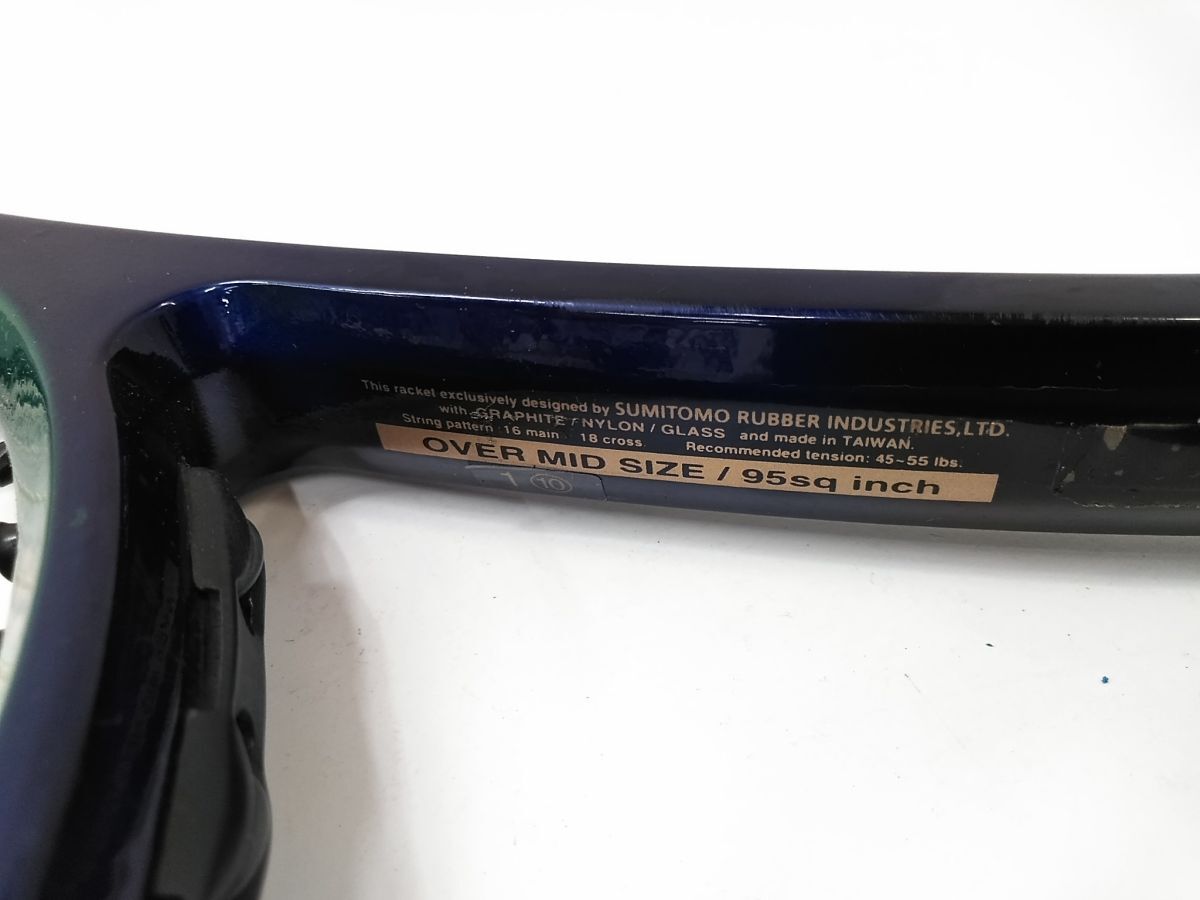 This racket exclusively designed by SUMITOMO RUBBER INDUSTRIES,LTD.
with GRAPHITE / NYLON / GLASS and made in TAIWAN.
String pattern : 16 main 18 cross. Recommended tension: 45~55 lbs.
OVER MID SIZE / 95sq inch
1 ⑩